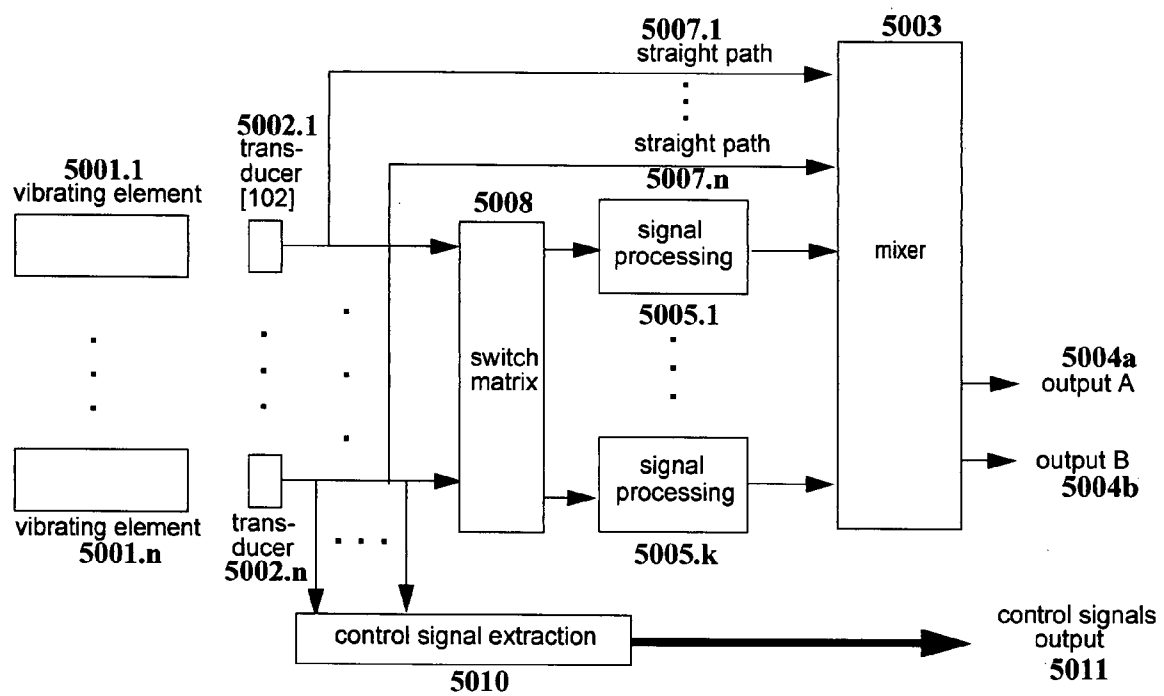 5007.1
straight path
5003
5002.1
trans-
ducer
[102]
5001.1
vibrating element
straight path
5007.n
5008
signal
processing
5005.1
mixer
switch
matrix
5004a
output A
signal
processing
5005.k
output B
5004b
vibrating element
5001.n
trans-
ducer
5002.n
control signal extraction
5010
control signals
output
5011